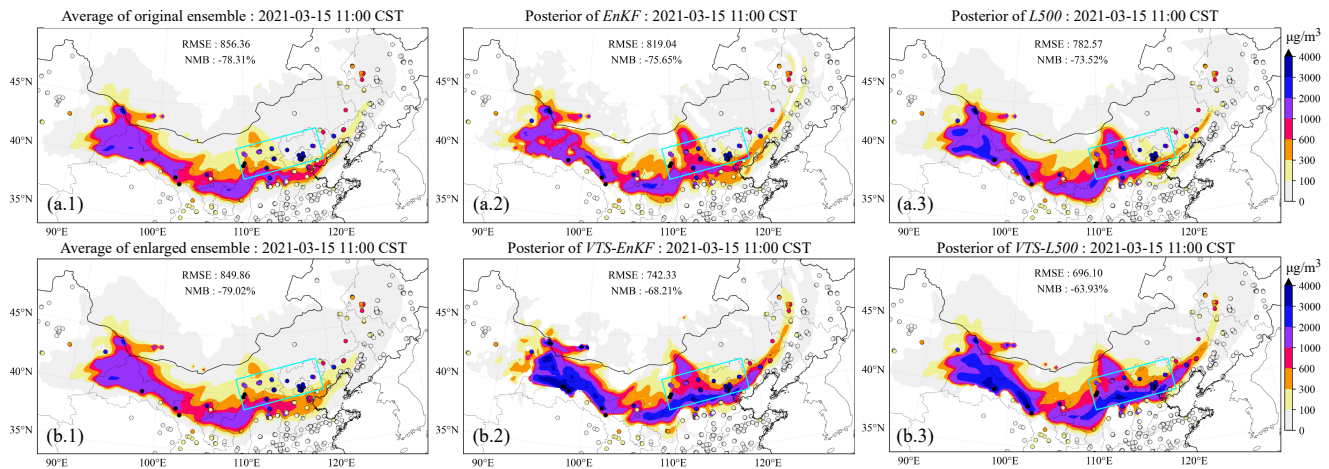 Average of original ensemble : 2021-03-15 11:00 CST
RMSE : 856.36
NMB : -78.31%
45°N
40°N
35°N
(a.1)
90°E 100°E 110°E 120°E
Posterior of EnKF : 2021-03-15 11:00 CST
RMSE : 819.04
NMB : -75.65%
45°N
40°N
35°N
(a.2)
90°E 100°E 110°E 120°E
Posterior of L500 : 2021-03-15 11:00 CST
RMSE : 782.57
NMB : -73.52%
45°N
40°N
35°N
(a.3)
90°E 100°E 110°E 120°E
μg/m³
4000
2000
1000
600
300
100
0
Average of enlarged ensemble : 2021-03-15 11:00 CST
RMSE : 849.86
NMB : -79.02%
45°N
40°N
35°N
(b.1)
90°E 100°E 110°E 120°E
Posterior of VTS-EnKF : 2021-03-15 11:00 CST
RMSE : 742.33
NMB : -68.21%
45°N
40°N
35°N
(b.2)
90°E 100°E 110°E 120°E
Posterior of VTS-L500 : 2021-03-15 11:00 CST
RMSE : 696.10
NMB : -63.93%
45°N
40°N
35°N
(b.3)
90°E 100°E 110°E 120°E
μg/m³
4000
2000
1000
600
300
100
0